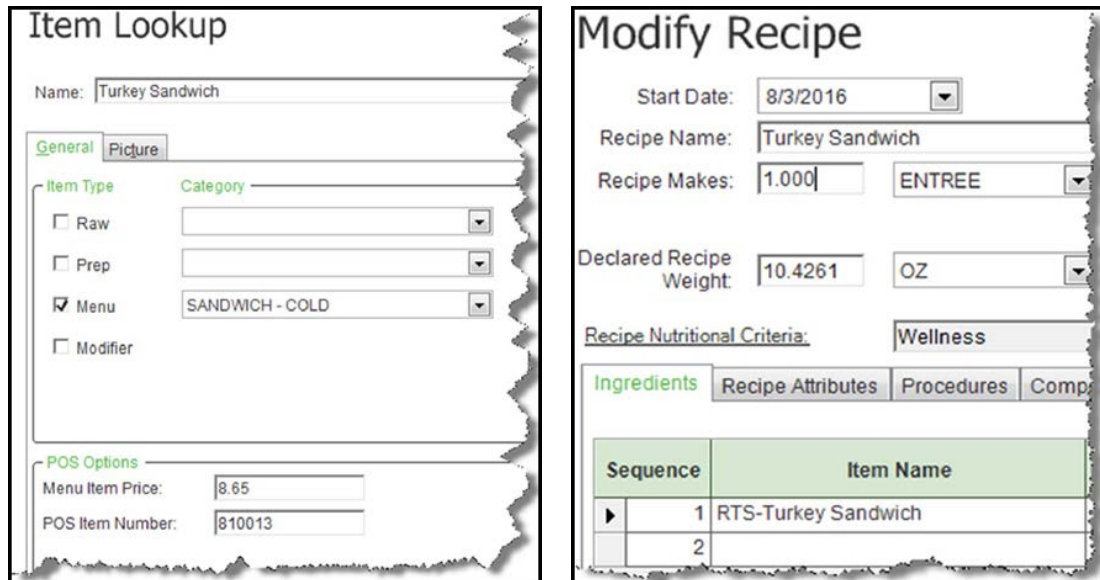 Item Lookup
Name: Turkey Sandwich
General Picture
Item Type Category
Raw
Prep
Menu SANDWICH - COLD
Modifier
POS Options
Menu Item Price: 8.65
POS Item Number: 810013
Modify Recipe
Start Date: 8/3/2016
Recipe Name: Turkey Sandwich
Recipe Makes: 1.000 ENTREE
Declared Recipe
Weight: 10.4261 OZ
Recipe Nutritional Criteria: Wellness
Ingredients Recipe Attributes Procedures Comp
Sequence Item Name
1 RTS-Turkey Sandwich
2